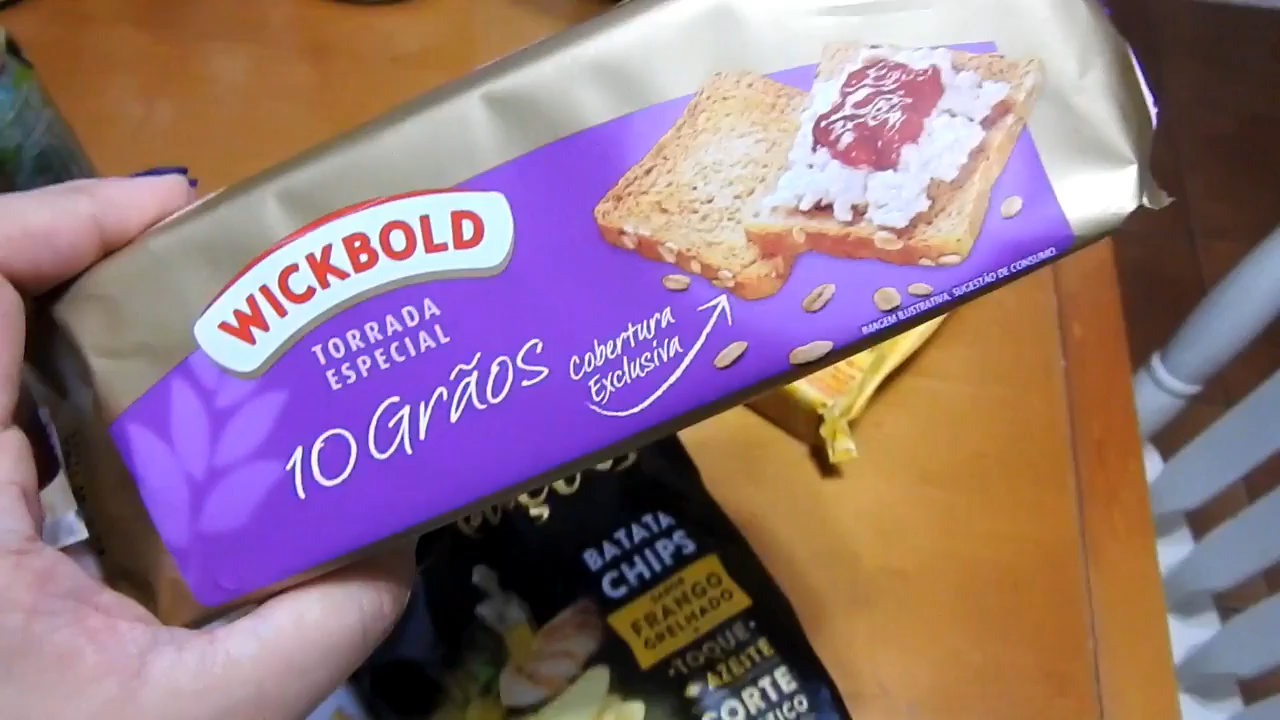 WICKBOLD
TORRADA
ESPECIAL
10 Grãos
Cobertura
Exclusiva
IMAGEM ILUSTRATIVA. SUGESTÃO DE CONSUMO.
BATATA
CHIPS
SABOR
FRANGO
GRELHADO
TOQUE
AZEITE
CORTE